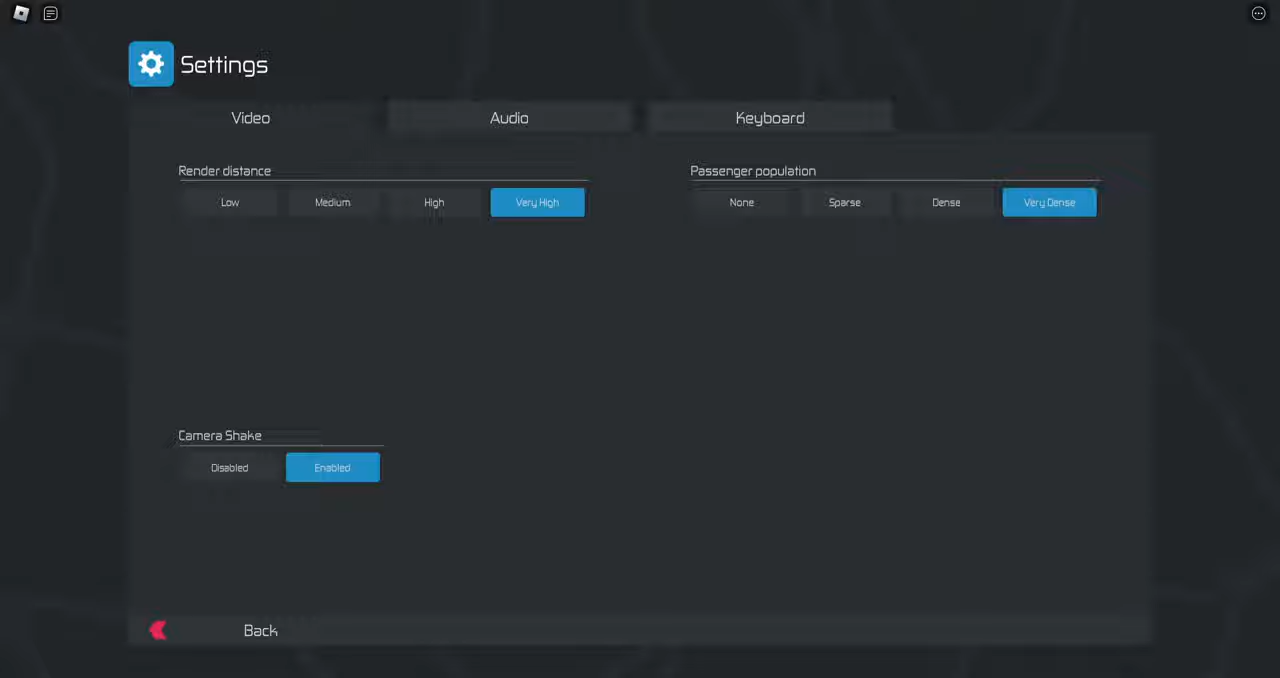 Settings
Video Audio Keyboard
Render distance Passenger population
Low Medium High Very High None Sparse Dense Very Dense
Camera Shake
Disabled Enabled
Back